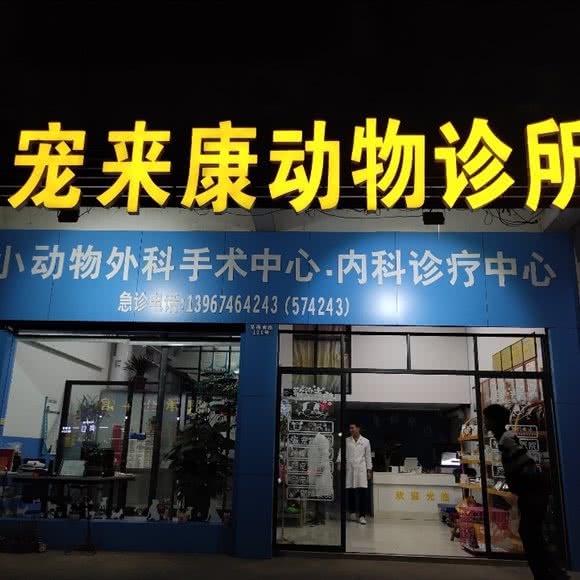 宠来康动物诊所
小动物外科手术中心·内科诊疗中心
急诊电话:13967464243(574243)
欢迎光临